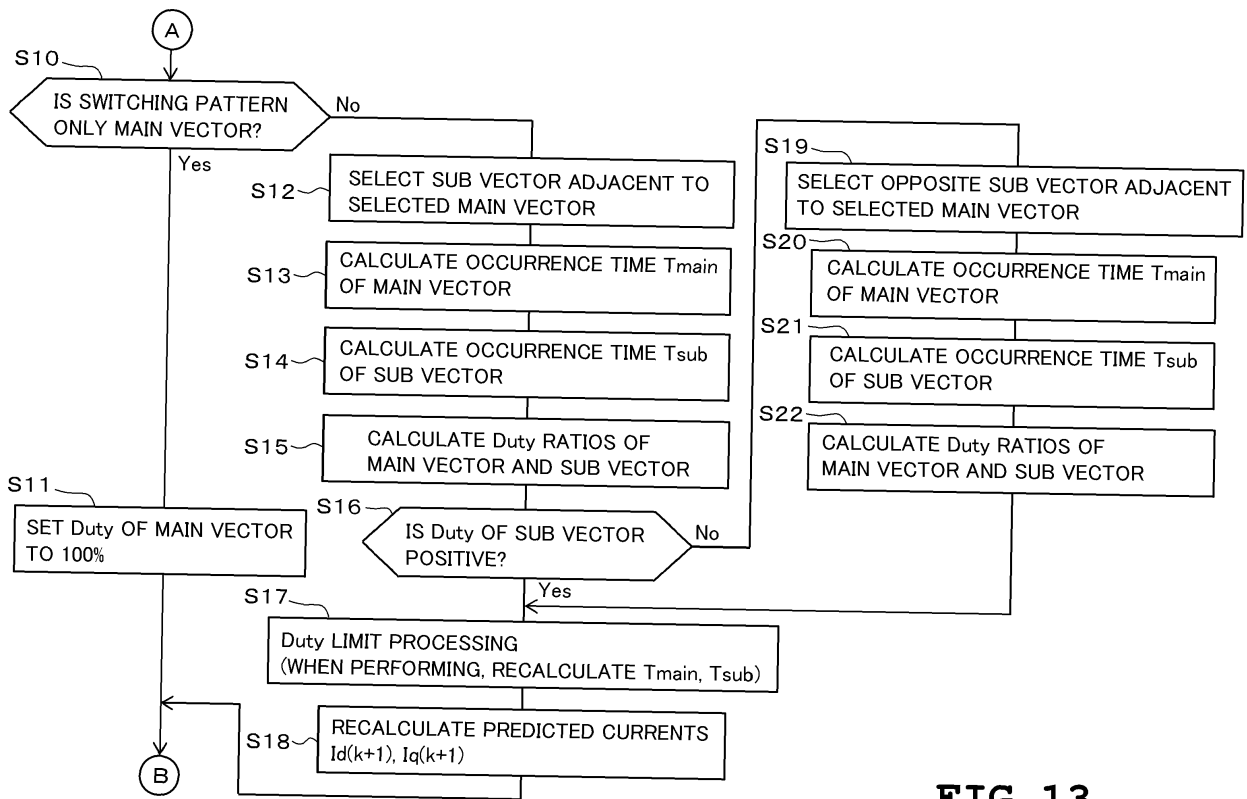 A
S10
IS SWITCHING PATTERN
ONLY MAIN VECTOR?
No
Yes
S11
SET Duty OF MAIN VECTOR
TO 100%
S12
SELECT SUB VECTOR ADJACENT TO
SELECTED MAIN VECTOR
S13
CALCULATE OCCURRENCE TIME Tmain
OF MAIN VECTOR
S14
CALCULATE OCCURRENCE TIME Tsub
OF SUB VECTOR
S15
CALCULATE Duty RATIOS OF
MAIN VECTOR AND SUB VECTOR
S16
IS Duty OF SUB VECTOR
POSITIVE?
No
Yes
S19
SELECT OPPOSITE SUB VECTOR ADJACENT
TO SELECTED MAIN VECTOR
S20
CALCULATE OCCURRENCE TIME Tmain
OF MAIN VECTOR
S21
CALCULATE OCCURRENCE TIME Tsub
OF SUB VECTOR
S22
CALCULATE Duty RATIOS OF
MAIN VECTOR AND SUB VECTOR
S17
Duty LIMIT PROCESSING
(WHEN PERFORMING, RECALCULATE Tmain, Tsub)
S18
RECALCULATE PREDICTED CURRENTS
Id(k+1), Iq(k+1)
B
FIG. 13